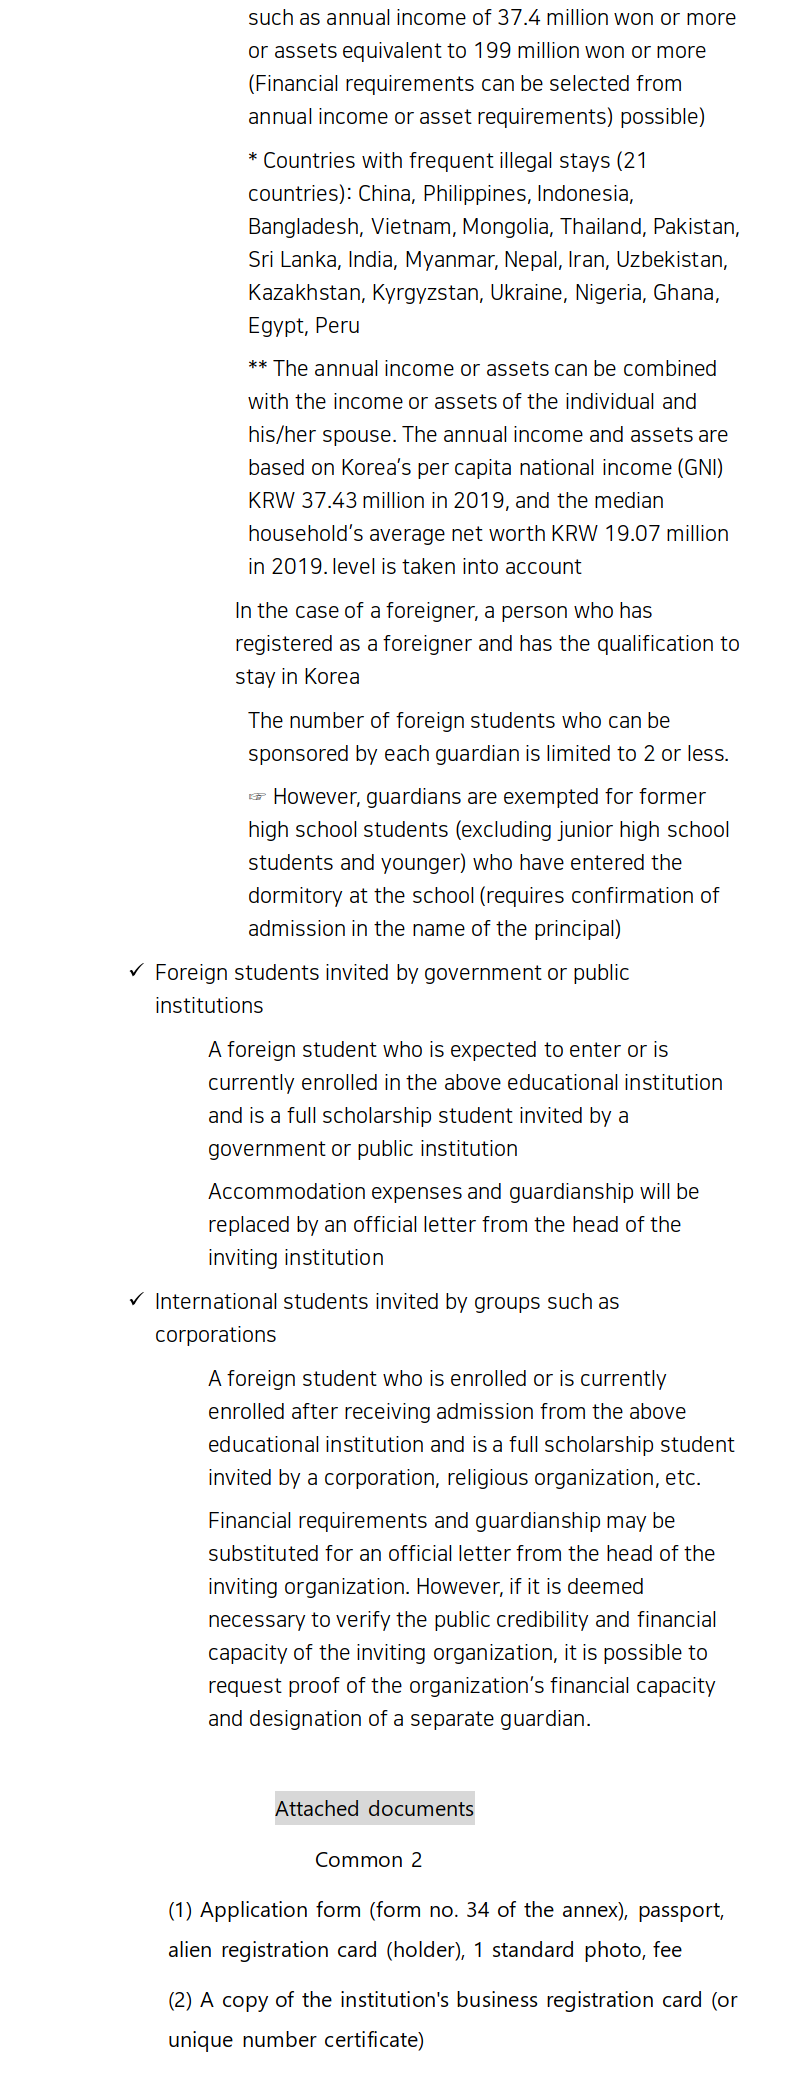 such as annual income of 37.4 million won or more
or assets equivalent to 199 million won or more
(Financial requirements can be selected from
annual income or asset requirements) possible)
* Countries with frequent illegal stays (21
countries): China, Philippines, Indonesia,
Bangladesh, Vietnam, Mongolia, Thailand, Pakistan,
Sri Lanka, India, Myanmar, Nepal, Iran, Uzbekistan,
Kazakhstan, Kyrgyzstan, Ukraine, Nigeria, Ghana,
Egypt, Peru
** The annual income or assets can be combined
with the income or assets of the individual and
his/her spouse. The annual income and assets are
based on Korea's per capita national income (GNI)
KRW 37.43 million in 2019, and the median
household's average net worth KRW 19.07 million
in 2019. level is taken into account
In the case of a foreigner, a person who has
registered as a foreigner and has the qualification to
stay in Korea
The number of foreign students who can be
sponsored by each guardian is limited to 2 or less.
☞ However, guardians are exempted for former
high school students (excluding junior high school
students and younger) who have entered the
dormitory at the school (requires confirmation of
admission in the name of the principal)
✓ Foreign students invited by government or public
institutions
A foreign student who is expected to enter or is
currently enrolled in the above educational institution
and is a full scholarship student invited by a
government or public institution
Accommodation expenses and guardianship will be
replaced by an official letter from the head of the
inviting institution
✓ International students invited by groups such as
corporations
A foreign student who is enrolled or is currently
enrolled after receiving admission from the above
educational institution and is a full scholarship student
invited by a corporation, religious organization, etc.
Financial requirements and guardianship may be
substituted for an official letter from the head of the
inviting organization. However, if it is deemed
necessary to verify the public credibility and financial
capacity of the inviting organization, it is possible to
request proof of the organization's financial capacity
and designation of a separate guardian.
Attached documents
Common 2
(1) Application form (form no. 34 of the annex), passport,
alien registration card (holder), 1 standard photo, fee
(2) A copy of the institution's business registration card (or
unique number certificate)